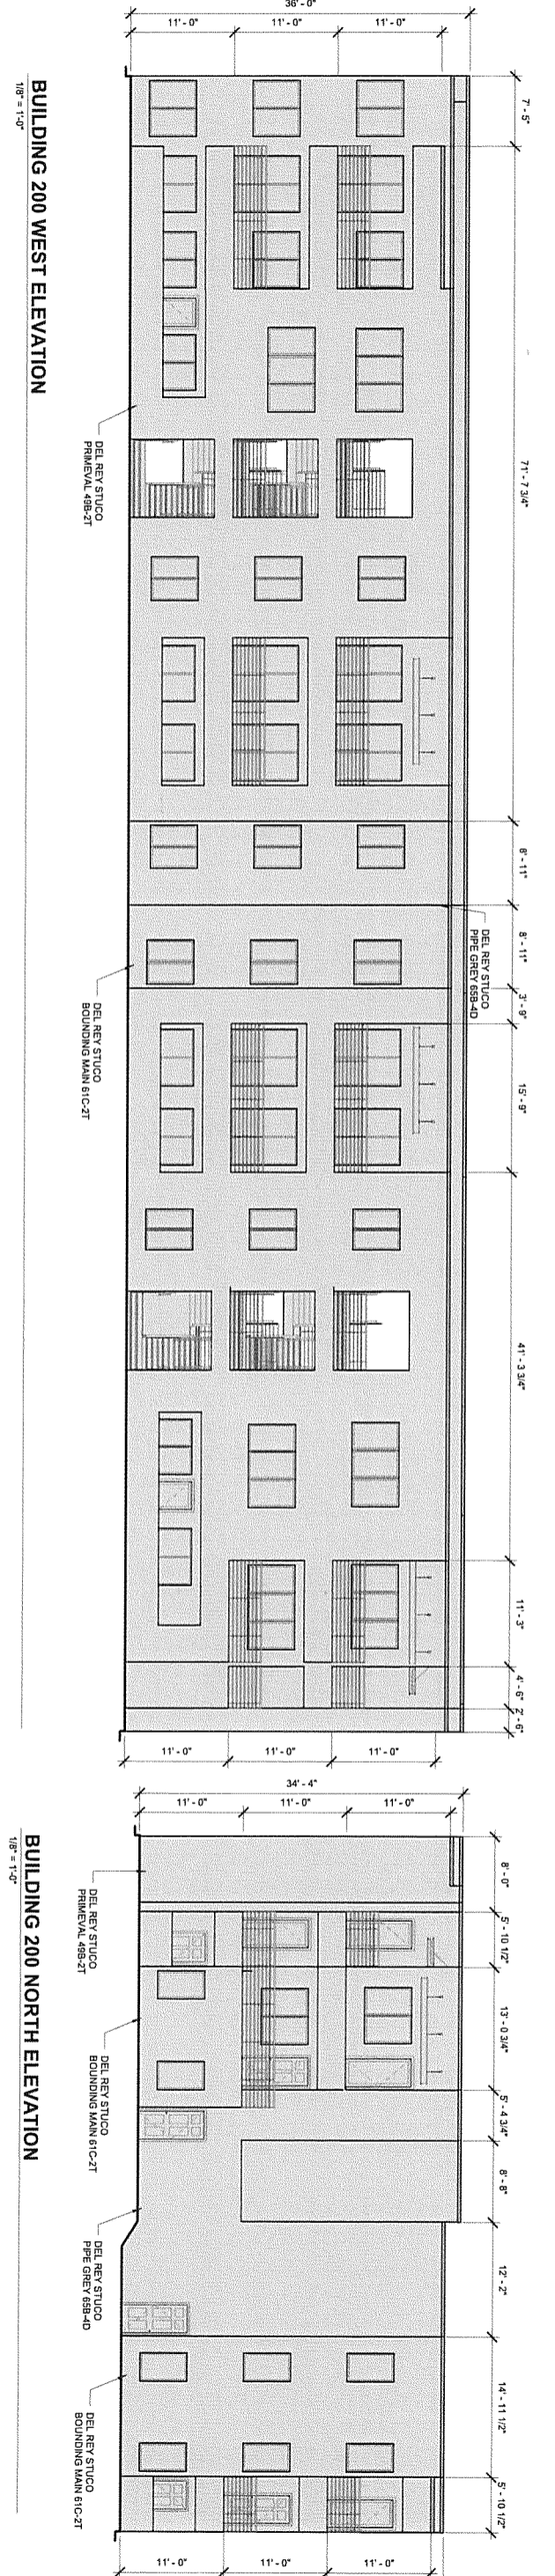 36' - 0"
11' - 0"
11' - 0"
11' - 0"
7' - 5"
71' - 7 3/4"
8' - 11"
8' - 11"
3' - 9"
15' - 9"
41' - 3 3/4"
11' - 3"
4' - 6"
2' - 6"
DEL REY STUCO
PRIMEVAL 49B-2T
DEL REY STUCO
PIPE GREY 65B-4D
DEL REY STUCO
BOUNDING MAIN 61C-2T
11' - 0"
11' - 0"
11' - 0"
BUILDING 200 WEST ELEVATION
1/8" = 1'-0"
34' - 4"
11' - 0"
11' - 0"
11' - 0"
8' - 0"
5' - 10 1/2"
13' - 0 3/4"
5' - 4 3/4"
8' - 8"
12' - 2"
14' - 11 1/2"
5' - 10 1/2"
DEL REY STUCO
PRIMEVAL 49B-2T
DEL REY STUCO
BOUNDING MAIN 61C-2T
DEL REY STUCO
PIPE GREY 65B-4D
DEL REY STUCO
BOUNDING MAIN 61C-2T
11' - 0"
11' - 0"
11' - 0"
BUILDING 200 NORTH ELEVATION
1/8" = 1'-0"